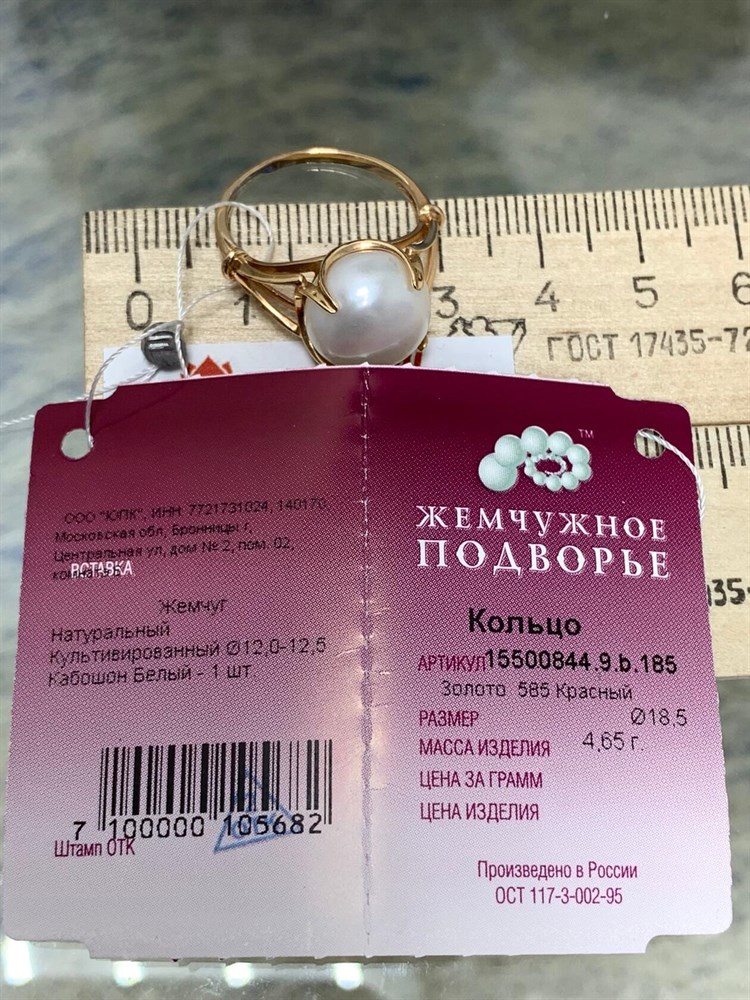 0 1 3 4 5 6
ГОСТ 17435-72
ООО "ЮПК", ИНН 7721731024, 140170,
Московская обл, Бронницы г,
Центральная ул, дом № 2, пом. 02,
ВСТАВКА
Жемчуг
Натуральный
Культивированный Ø12,0-12,5
Кабошон Белый - 1 шт.
7 100000 105682
Штамп ОТК
TM
ЖЕМЧУЖНОЕ
ПОДВОРЬЕ
Кольцо
АРТИКУЛ 15500844.9.b.185
Золото 585 Красный
РАЗМЕР Ø18,5
МАССА ИЗДЕЛИЯ 4,65 г.
ЦЕНА ЗА ГРАММ
ЦЕНА ИЗДЕЛИЯ
Произведено в России
ОСТ 117-3-002-95